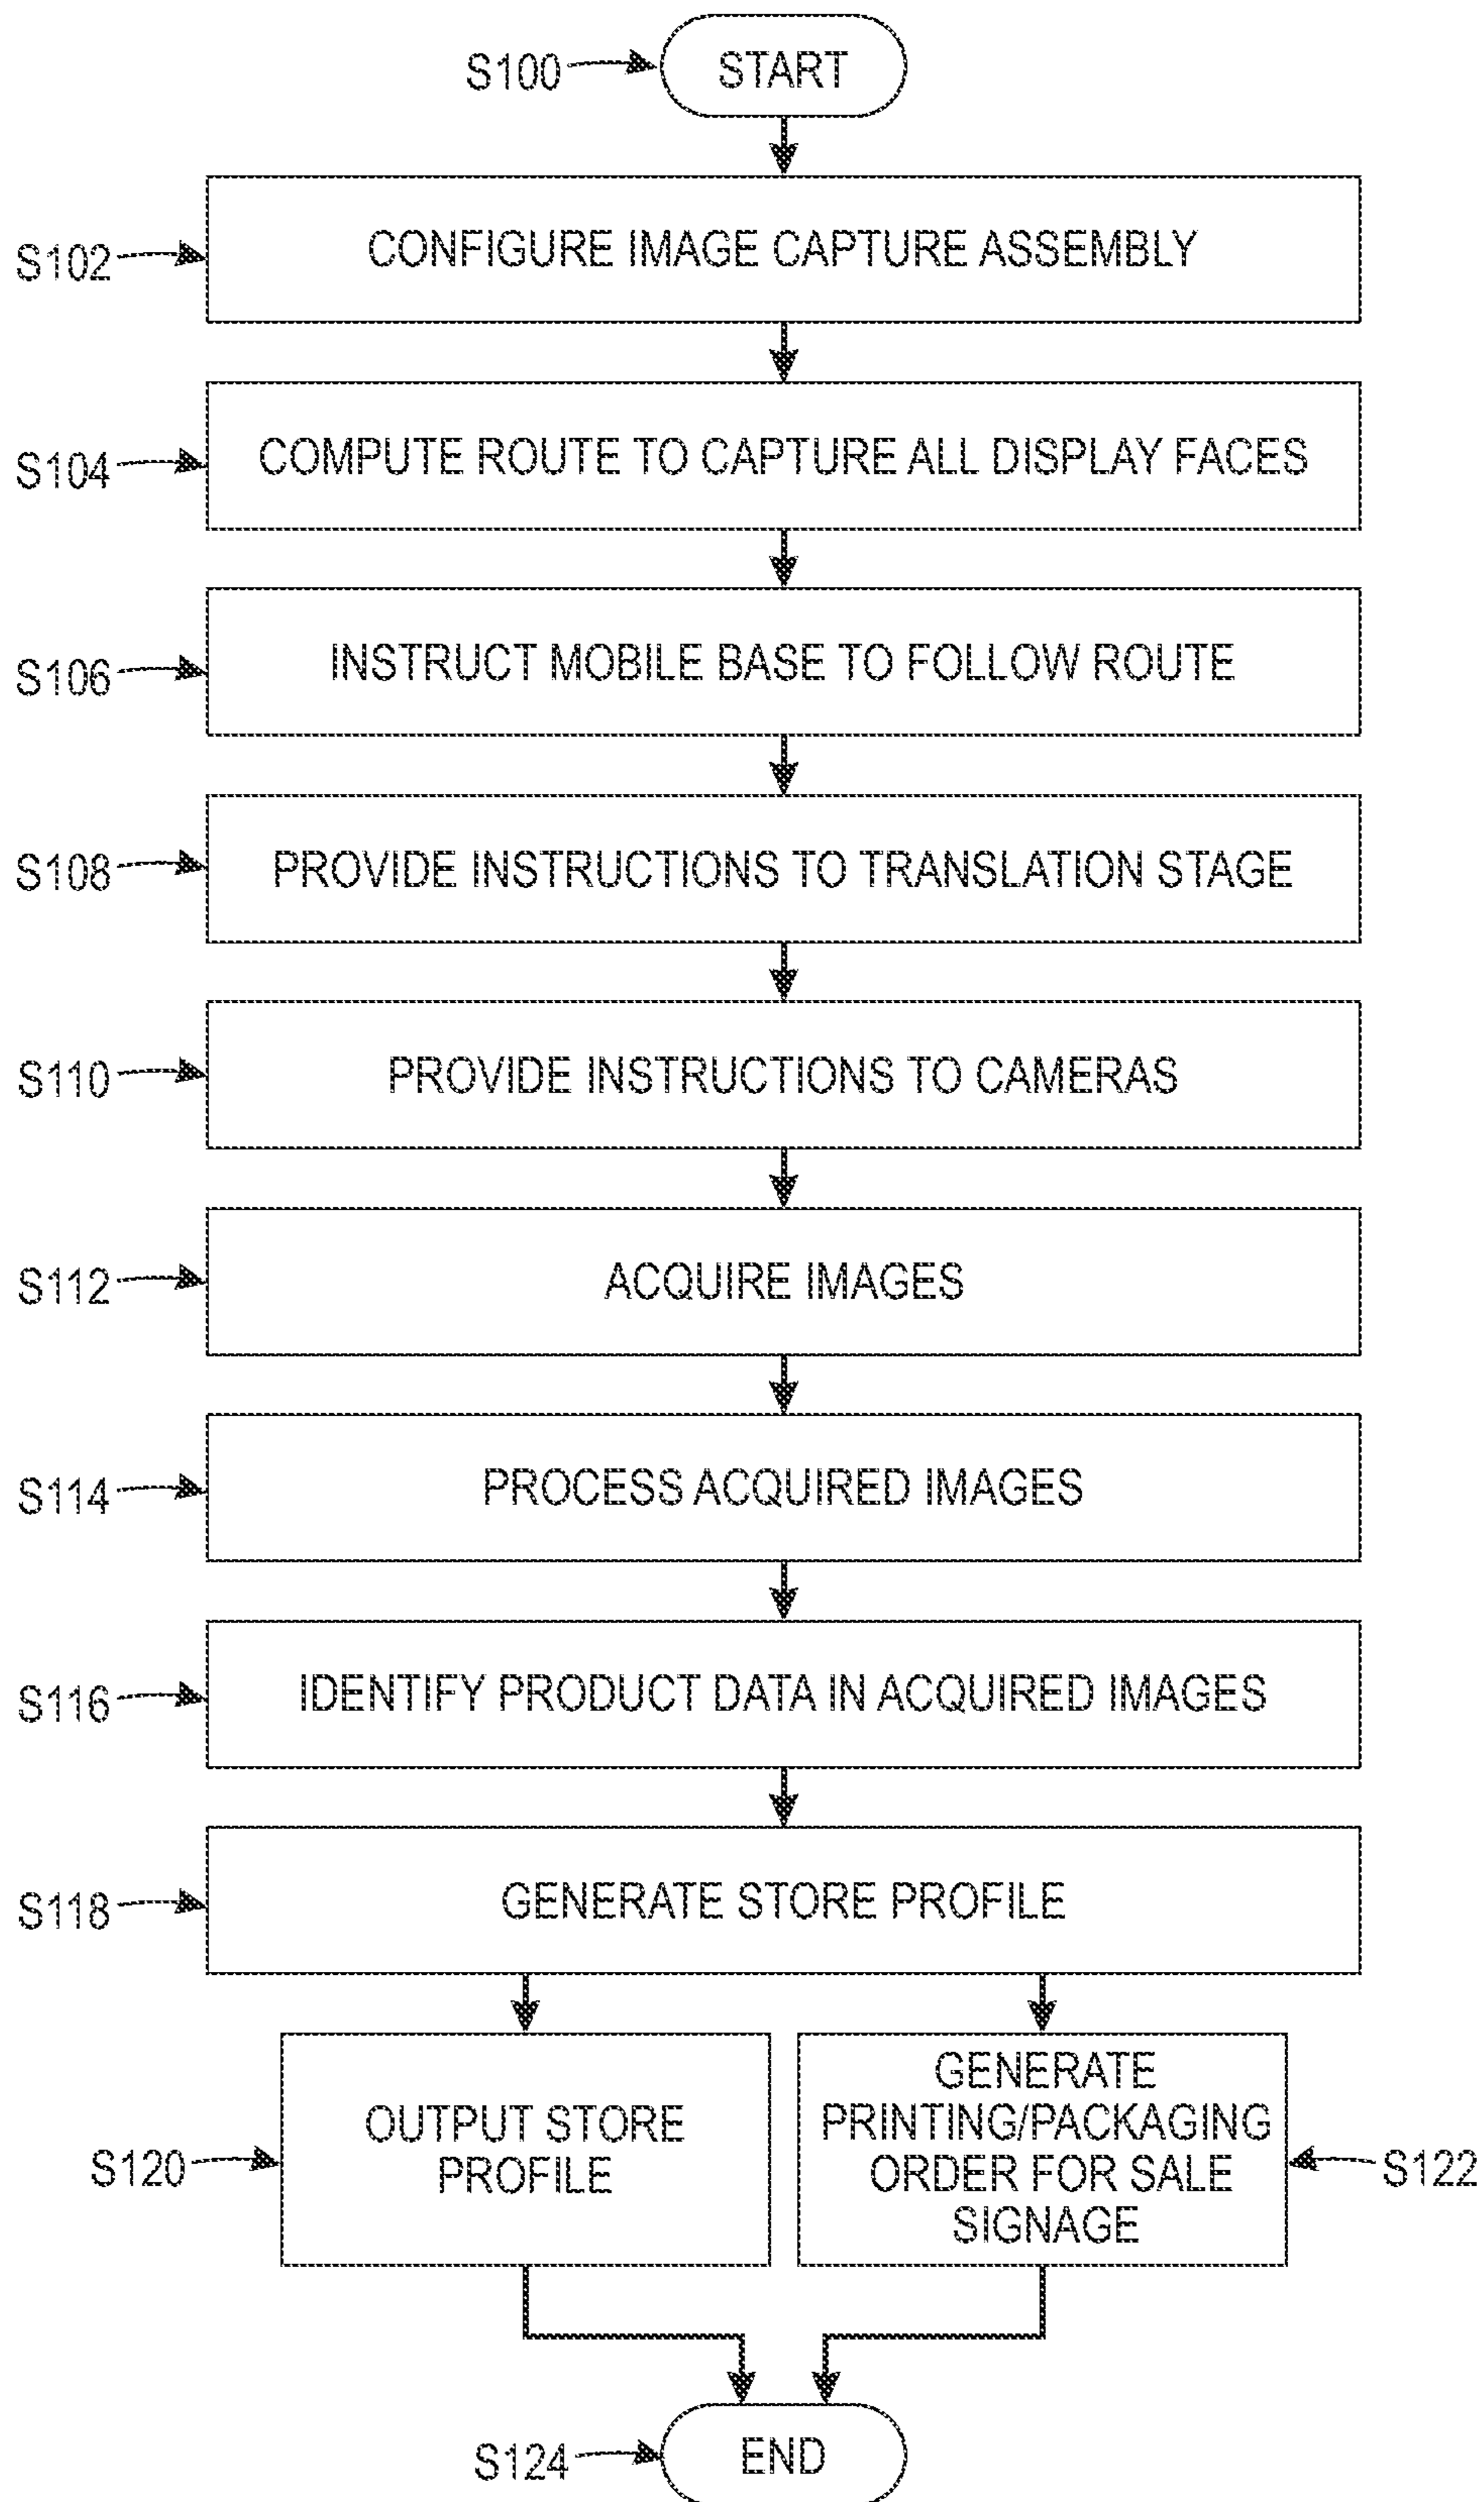 S100
START
S102
CONFIGURE IMAGE CAPTURE ASSEMBLY
S104
COMPUTE ROUTE TO CAPTURE ALL DISPLAY FACES
S106
INSTRUCT MOBILE BASE TO FOLLOW ROUTE
S108
PROVIDE INSTRUCTIONS TO TRANSLATION STAGE
S110
PROVIDE INSTRUCTIONS TO CAMERAS
S112
ACQUIRE IMAGES
S114
PROCESS ACQUIRED IMAGES
S116
IDENTIFY PRODUCT DATA IN ACQUIRED IMAGES
S118
GENERATE STORE PROFILE
S120
OUTPUT STORE
PROFILE
GENERATE
PRINTING/PACKAGING
ORDER FOR SALE
SIGNAGE
S122
S124
END